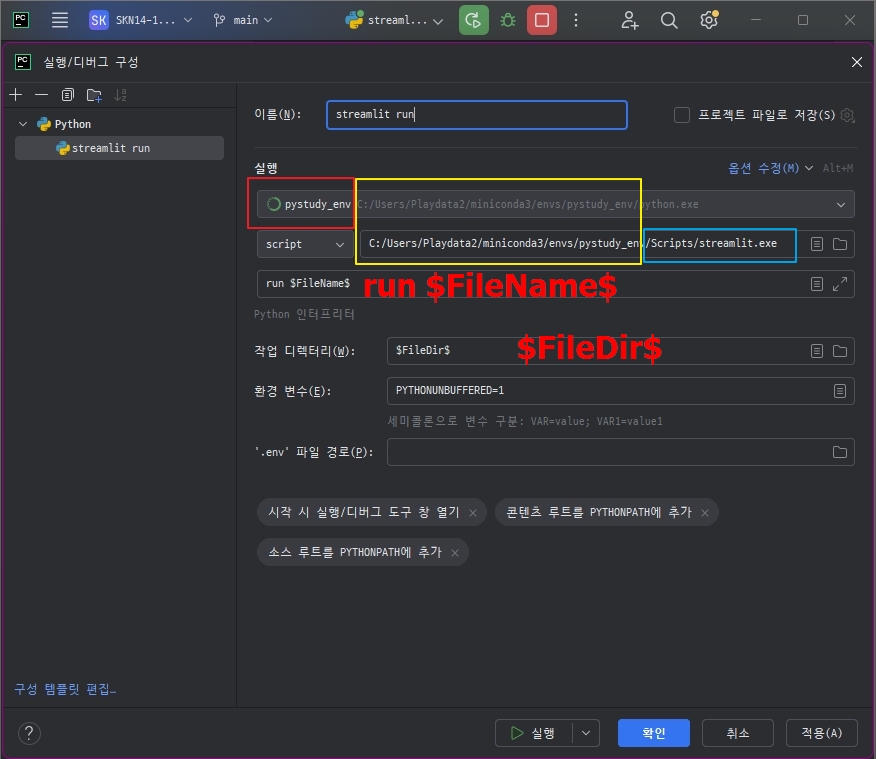 PC SK SKN14-1... main streaml...
PC 실행/디버그 구성
이름(N): streamlit run 프로젝트 파일로 저장(S)
Python
streamlit run
실행 옵션 수정(M) Alt+M
pystudy_env C:/Users/Playdata2/miniconda3/envs/pystudy_env/python.exe
script C:/Users/Playdata2/miniconda3/envs/pystudy_env/Scripts/streamlit.exe
run $FileName$ run $FileName$
Python 인터프리터
작업 디렉터리(W): $FileDir$ $FileDir$
환경 변수(E): PYTHONUNBUFFERED=1
세미콜론으로 변수 구분: VAR=value; VAR1=value1
'.env' 파일 경로(P):
시작 시 실행/디버그 도구 창 열기 × 콘텐츠 루트를 PYTHONPATH에 추가 ×
소스 루트를 PYTHONPATH에 추가 ×
구성 템플릿 편집…
? 실행 확인 취소 적용(A)